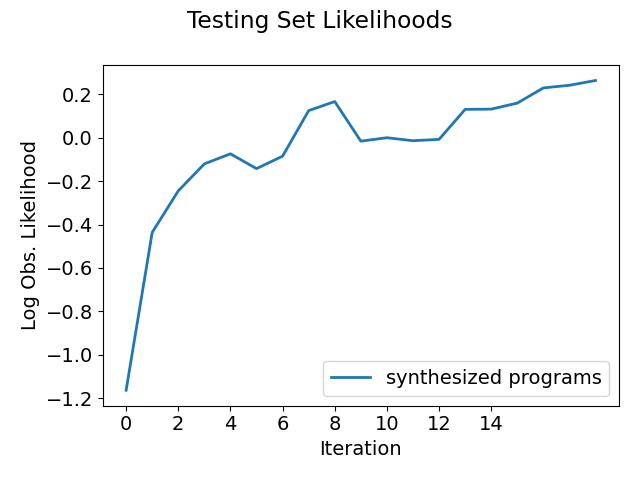 Testing Set Likelihoods
Log Obs. Likelihood
0.2
0.0
−0.2
−0.4
−0.6
−0.8
−1.0
−1.2
synthesized programs
0 2 4 6 8 10 12 14
Iteration